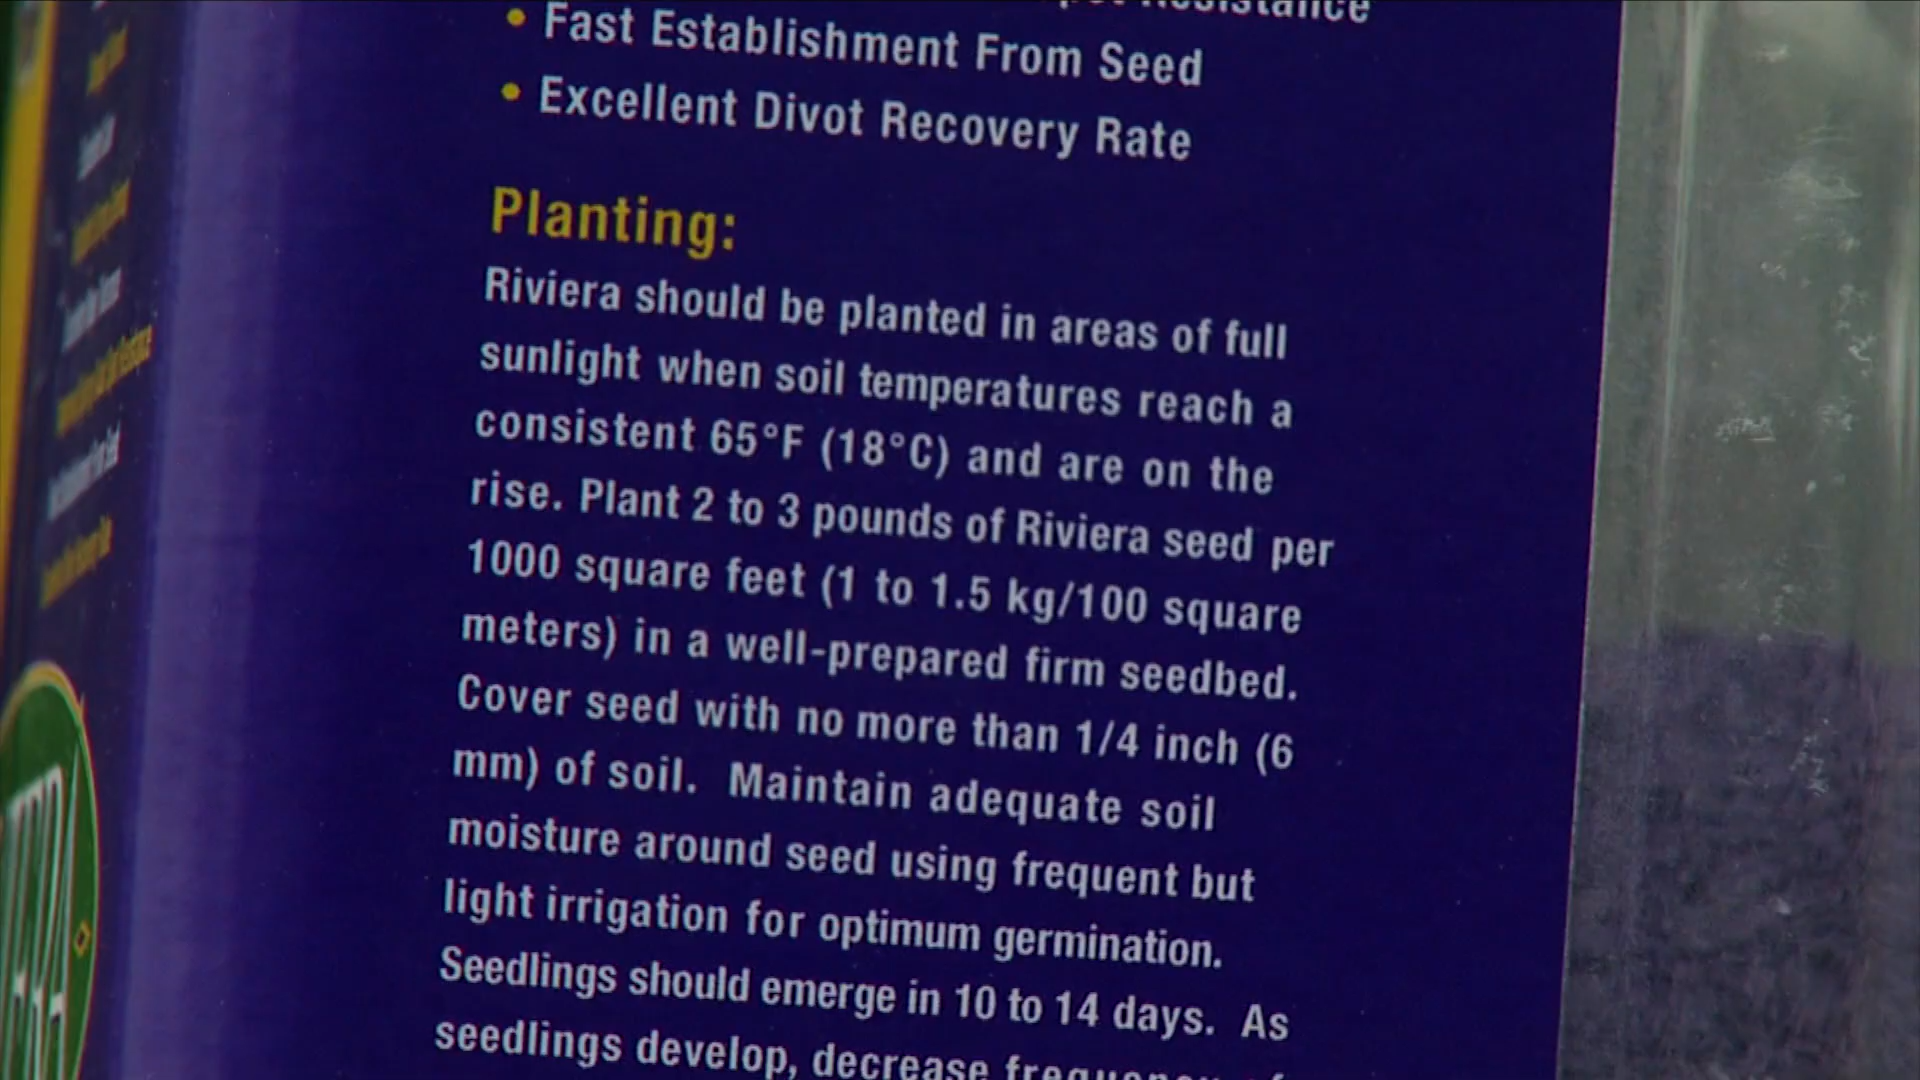 Resistance
• Fast Establishment From Seed
• Excellent Divot Recovery Rate
Planting:
Riviera should be planted in areas of full
sunlight when soil temperatures reach a
consistent 65°F (18°C) and are on the
rise. Plant 2 to 3 pounds of Riviera seed per
1000 square feet (1 to 1.5 kg/100 square
meters) in a well-prepared firm seedbed.
Cover seed with no more than 1/4 inch (6
mm) of soil.  Maintain adequate soil
moisture around seed using frequent but
light irrigation for optimum germination.
Seedlings should emerge in 10 to 14 days.  As
seedlings develop, decrease frequency of